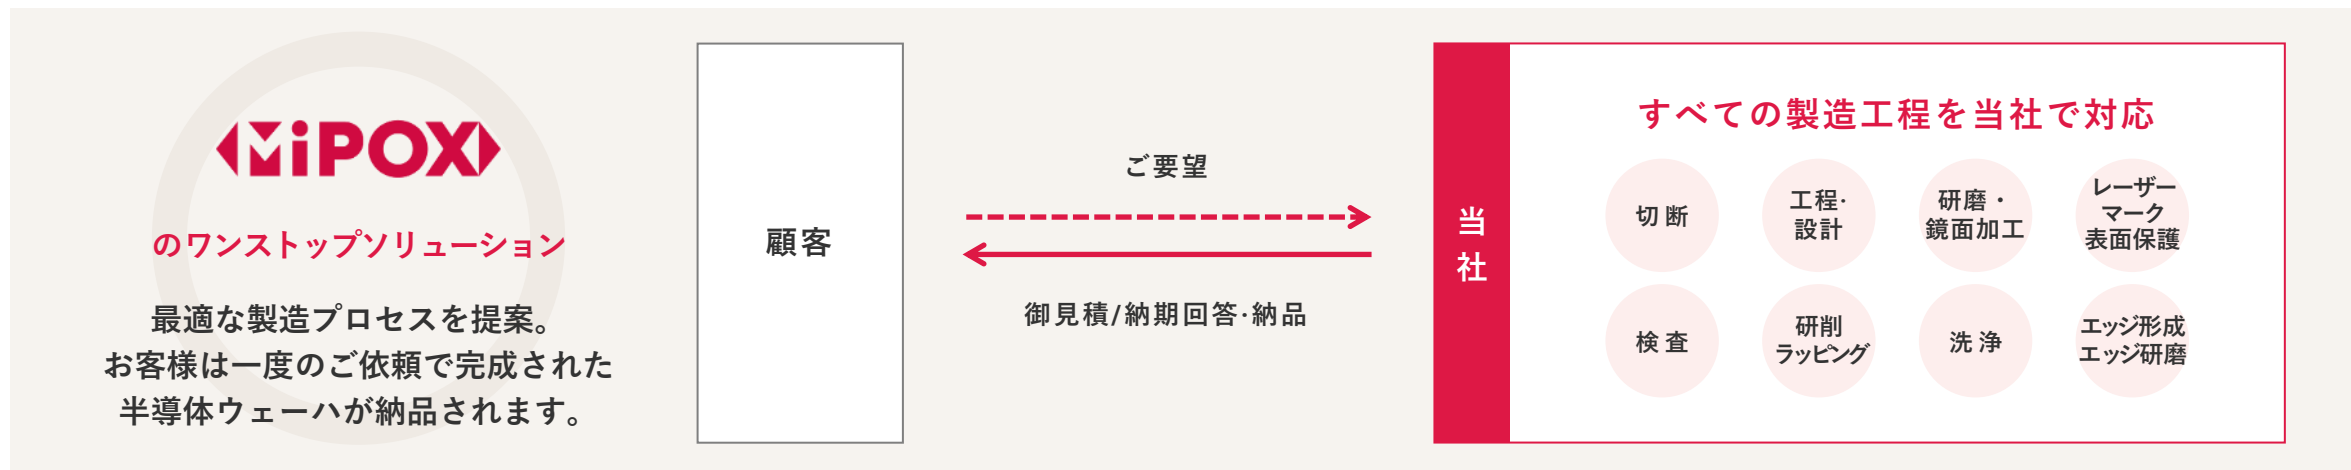 MiPOX
のワンストップソリューション
最適な製造プロセスを提案。
お客様は一度のご依頼で完成された
半導体ウェーハが納品されます。
顧客
ご要望
御見積/納期回答·納品
当
社
すべての製造工程を当社で対応
切断
工程·
設計
研磨・
鏡面加工
レーザー
マーク
表面保護
検査
研削
ラッピング
洗浄
エッジ形成
エッジ研磨